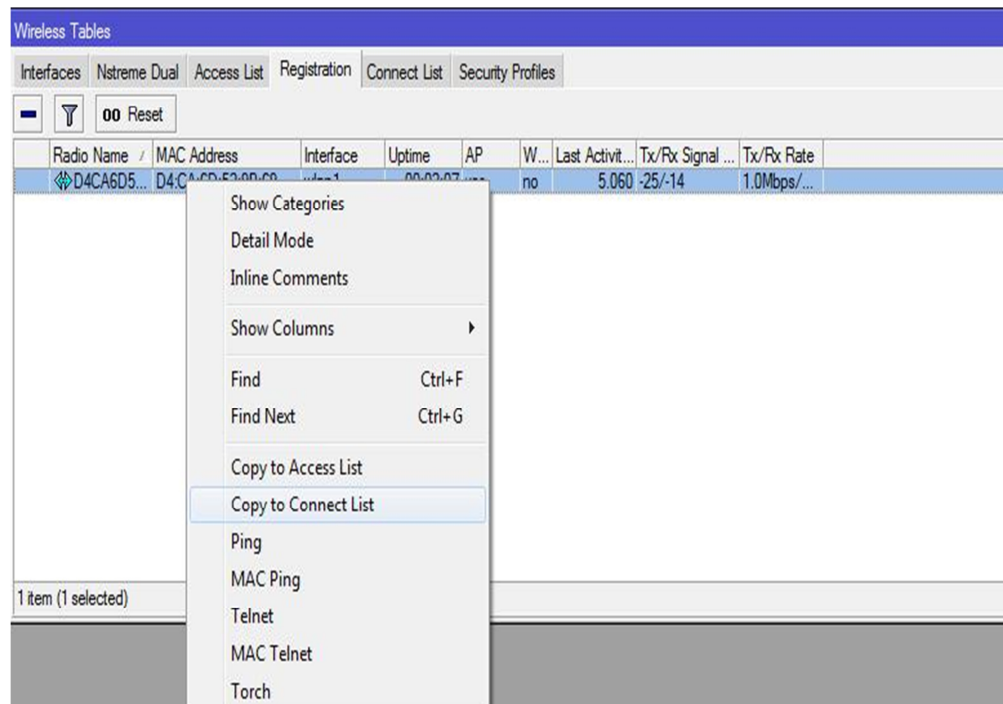 Wireless Tables
Interfaces Nstreme Dual Access List Registration Connect List Security Profiles
00 Reset
Radio Name / MAC Address Interface Uptime AP W... Last Activit... Tx/Rx Signal ... Tx/Rx Rate
D4CA6D5... no 5.060 -25/-14 1.0Mbps/...
Show Categories
Detail Mode
Inline Comments
Show Columns
Find Ctrl+F
Find Next Ctrl+G
Copy to Access List
Copy to Connect List
Ping
MAC Ping
1 item (1 selected)
Telnet
MAC Telnet
Torch